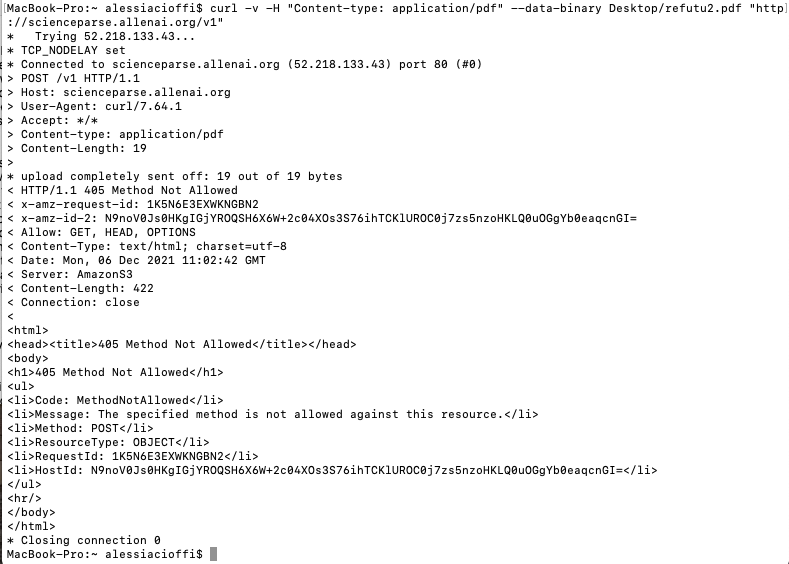 [MacBook-Pro:~ alessiacioffi$ curl -v -H "Content-type: application/pdf" --data-binary Desktop/refutu2.pdf "http]
://scienceparse.allenai.org/v1"
*   Trying 52.218.133.43...
* TCP_NODELAY set
* Connected to scienceparse.allenai.org (52.218.133.43) port 80 (#0)
> POST /v1 HTTP/1.1
> Host: scienceparse.allenai.org
> User-Agent: curl/7.64.1
> Accept: */*
> Content-type: application/pdf
> Content-Length: 19
>
* upload completely sent off: 19 out of 19 bytes
< HTTP/1.1 405 Method Not Allowed
< x-amz-request-id: 1K5N6E3EXWKNGBN2
< x-amz-id-2: N9noV0Js0HKgIGjYROQSH6X6W+2c04XOs3S76ihTCKlUROC0j7zs5nzoHKLQ0uOGgYb0eaqcnGI=
< Allow: GET, HEAD, OPTIONS
< Content-Type: text/html; charset=utf-8
< Date: Mon, 06 Dec 2021 11:02:42 GMT
< Server: AmazonS3
< Content-Length: 422
< Connection: close
<
<html>
<head><title>405 Method Not Allowed</title></head>
<body>
<h1>405 Method Not Allowed</h1>
<ul>
<li>Code: MethodNotAllowed</li>
<li>Message: The specified method is not allowed against this resource.</li>
<li>Method: POST</li>
<li>ResourceType: OBJECT</li>
<li>RequestId: 1K5N6E3EXWKNGBN2</li>
<li>HostId: N9noV0Js0HKgIGjYROQSH6X6W+2c04XOs3S76ihTCKlUROC0j7zs5nzoHKLQ0uOGgYb0eaqcnGI=</li>
</ul>
<hr/>
</body>
</html>
* Closing connection 0
MacBook-Pro:~ alessiacioffi$